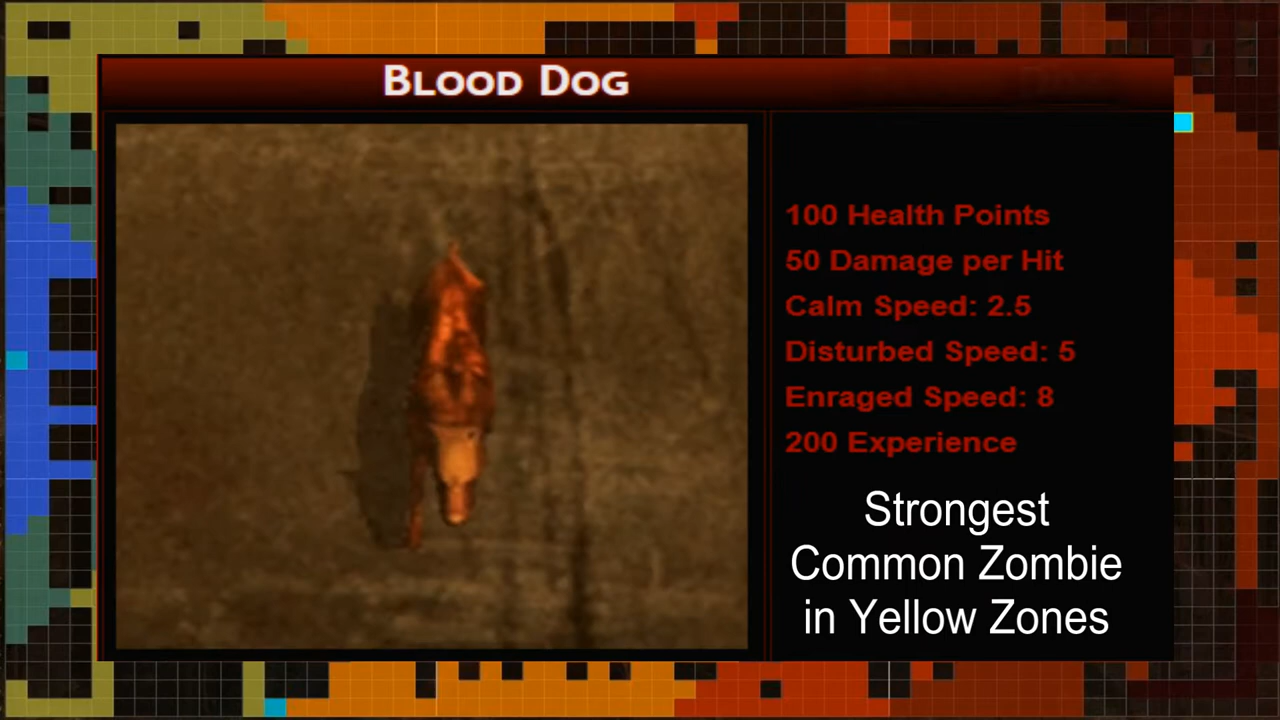 Blood Dog
100 Health Points
50 Damage per Hit
Calm Speed: 2.5
Disturbed Speed: 5
Enraged Speed: 8
200 Experience
Strongest
Common Zombie
in Yellow Zones